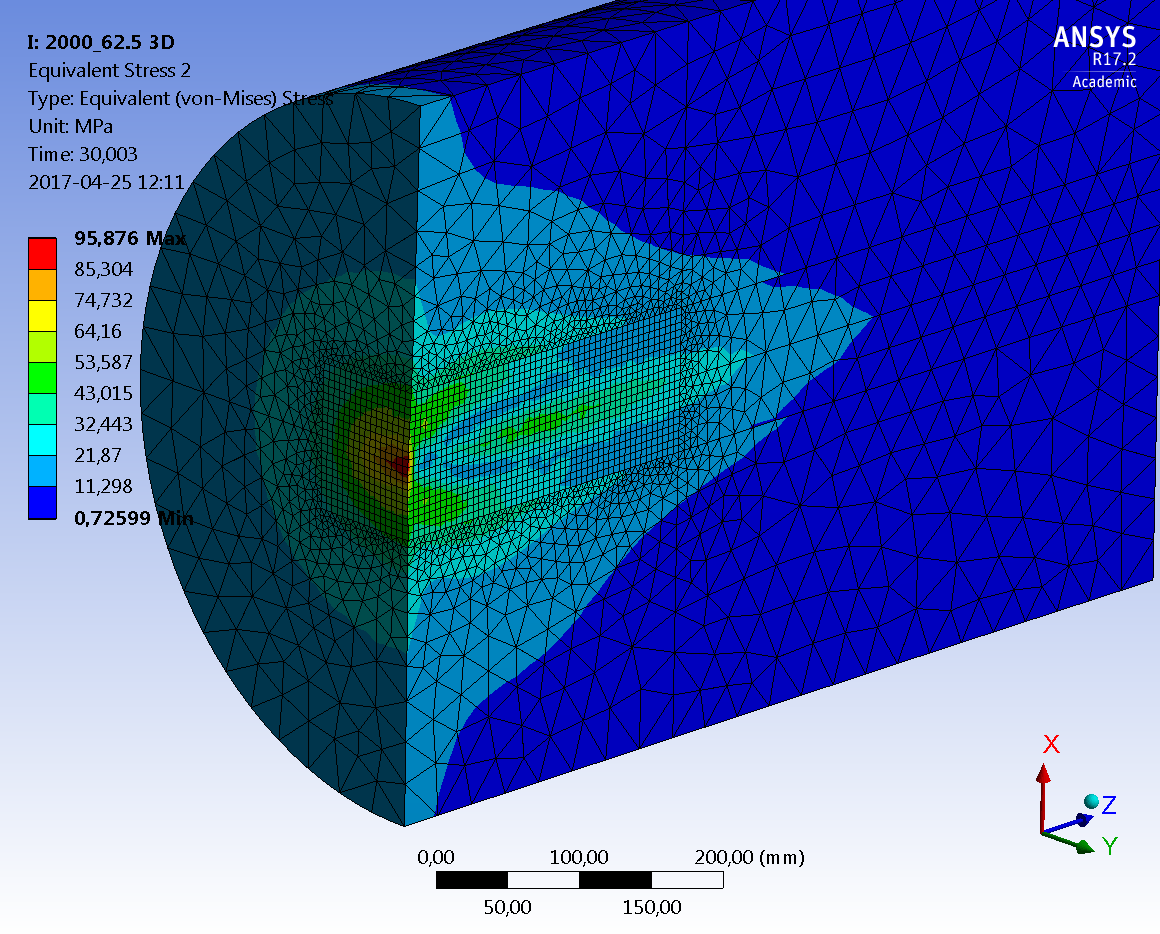 I: 2000_62.5 3D
Equivalent Stress 2
Type: Equivalent (von-Mises) Stress
Unit: MPa
Time: 30,003
2017-04-25 12:11
95,876 Max
85,304
74,732
64,16
53,587
43,015
32,443
21,87
11,298
0,72599 Min
ANSYS
R17.2
Academic
X
Z
Y
0,00 100,00 200,00 (mm)
50,00 150,00